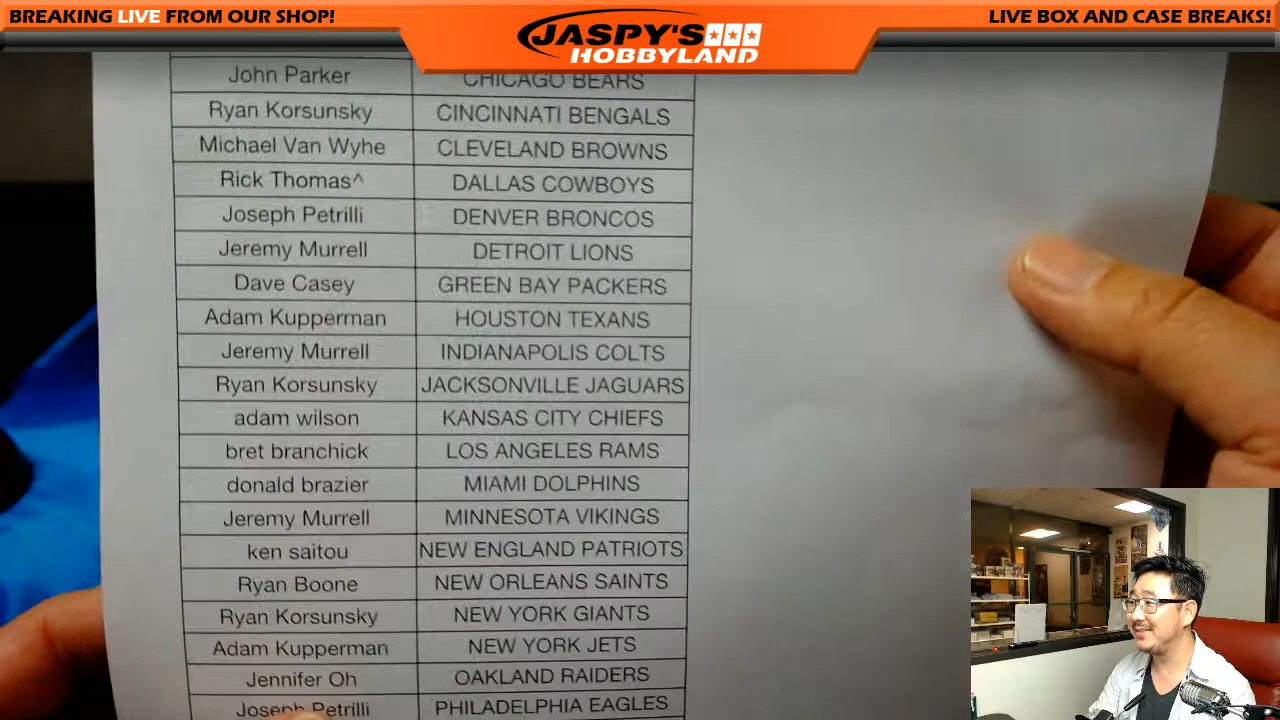 BREAKING LIVE FROM OUR SHOP!
JASPY'S
HOBBYLAND
LIVE BOX AND CASE BREAKS!
John Parker CHICAGO BEARS
Ryan Korsunsky CINCINNATI BENGALS
Michael Van Wyhe CLEVELAND BROWNS
Rick Thomas^ DALLAS COWBOYS
Joseph Petrilli DENVER BRONCOS
Jeremy Murrell DETROIT LIONS
Dave Casey GREEN BAY PACKERS
Adam Kupperman HOUSTON TEXANS
Jeremy Murrell INDIANAPOLIS COLTS
Ryan Korsunsky JACKSONVILLE JAGUARS
adam wilson KANSAS CITY CHIEFS
bret branchick LOS ANGELES RAMS
donald brazier MIAMI DOLPHINS
Jeremy Murrell MINNESOTA VIKINGS
ken saitou NEW ENGLAND PATRIOTS
Ryan Boone NEW ORLEANS SAINTS
Ryan Korsunsky NEW YORK GIANTS
Adam Kupperman NEW YORK JETS
Jennifer Oh OAKLAND RAIDERS
Joseph Petrilli PHILADELPHIA EAGLES